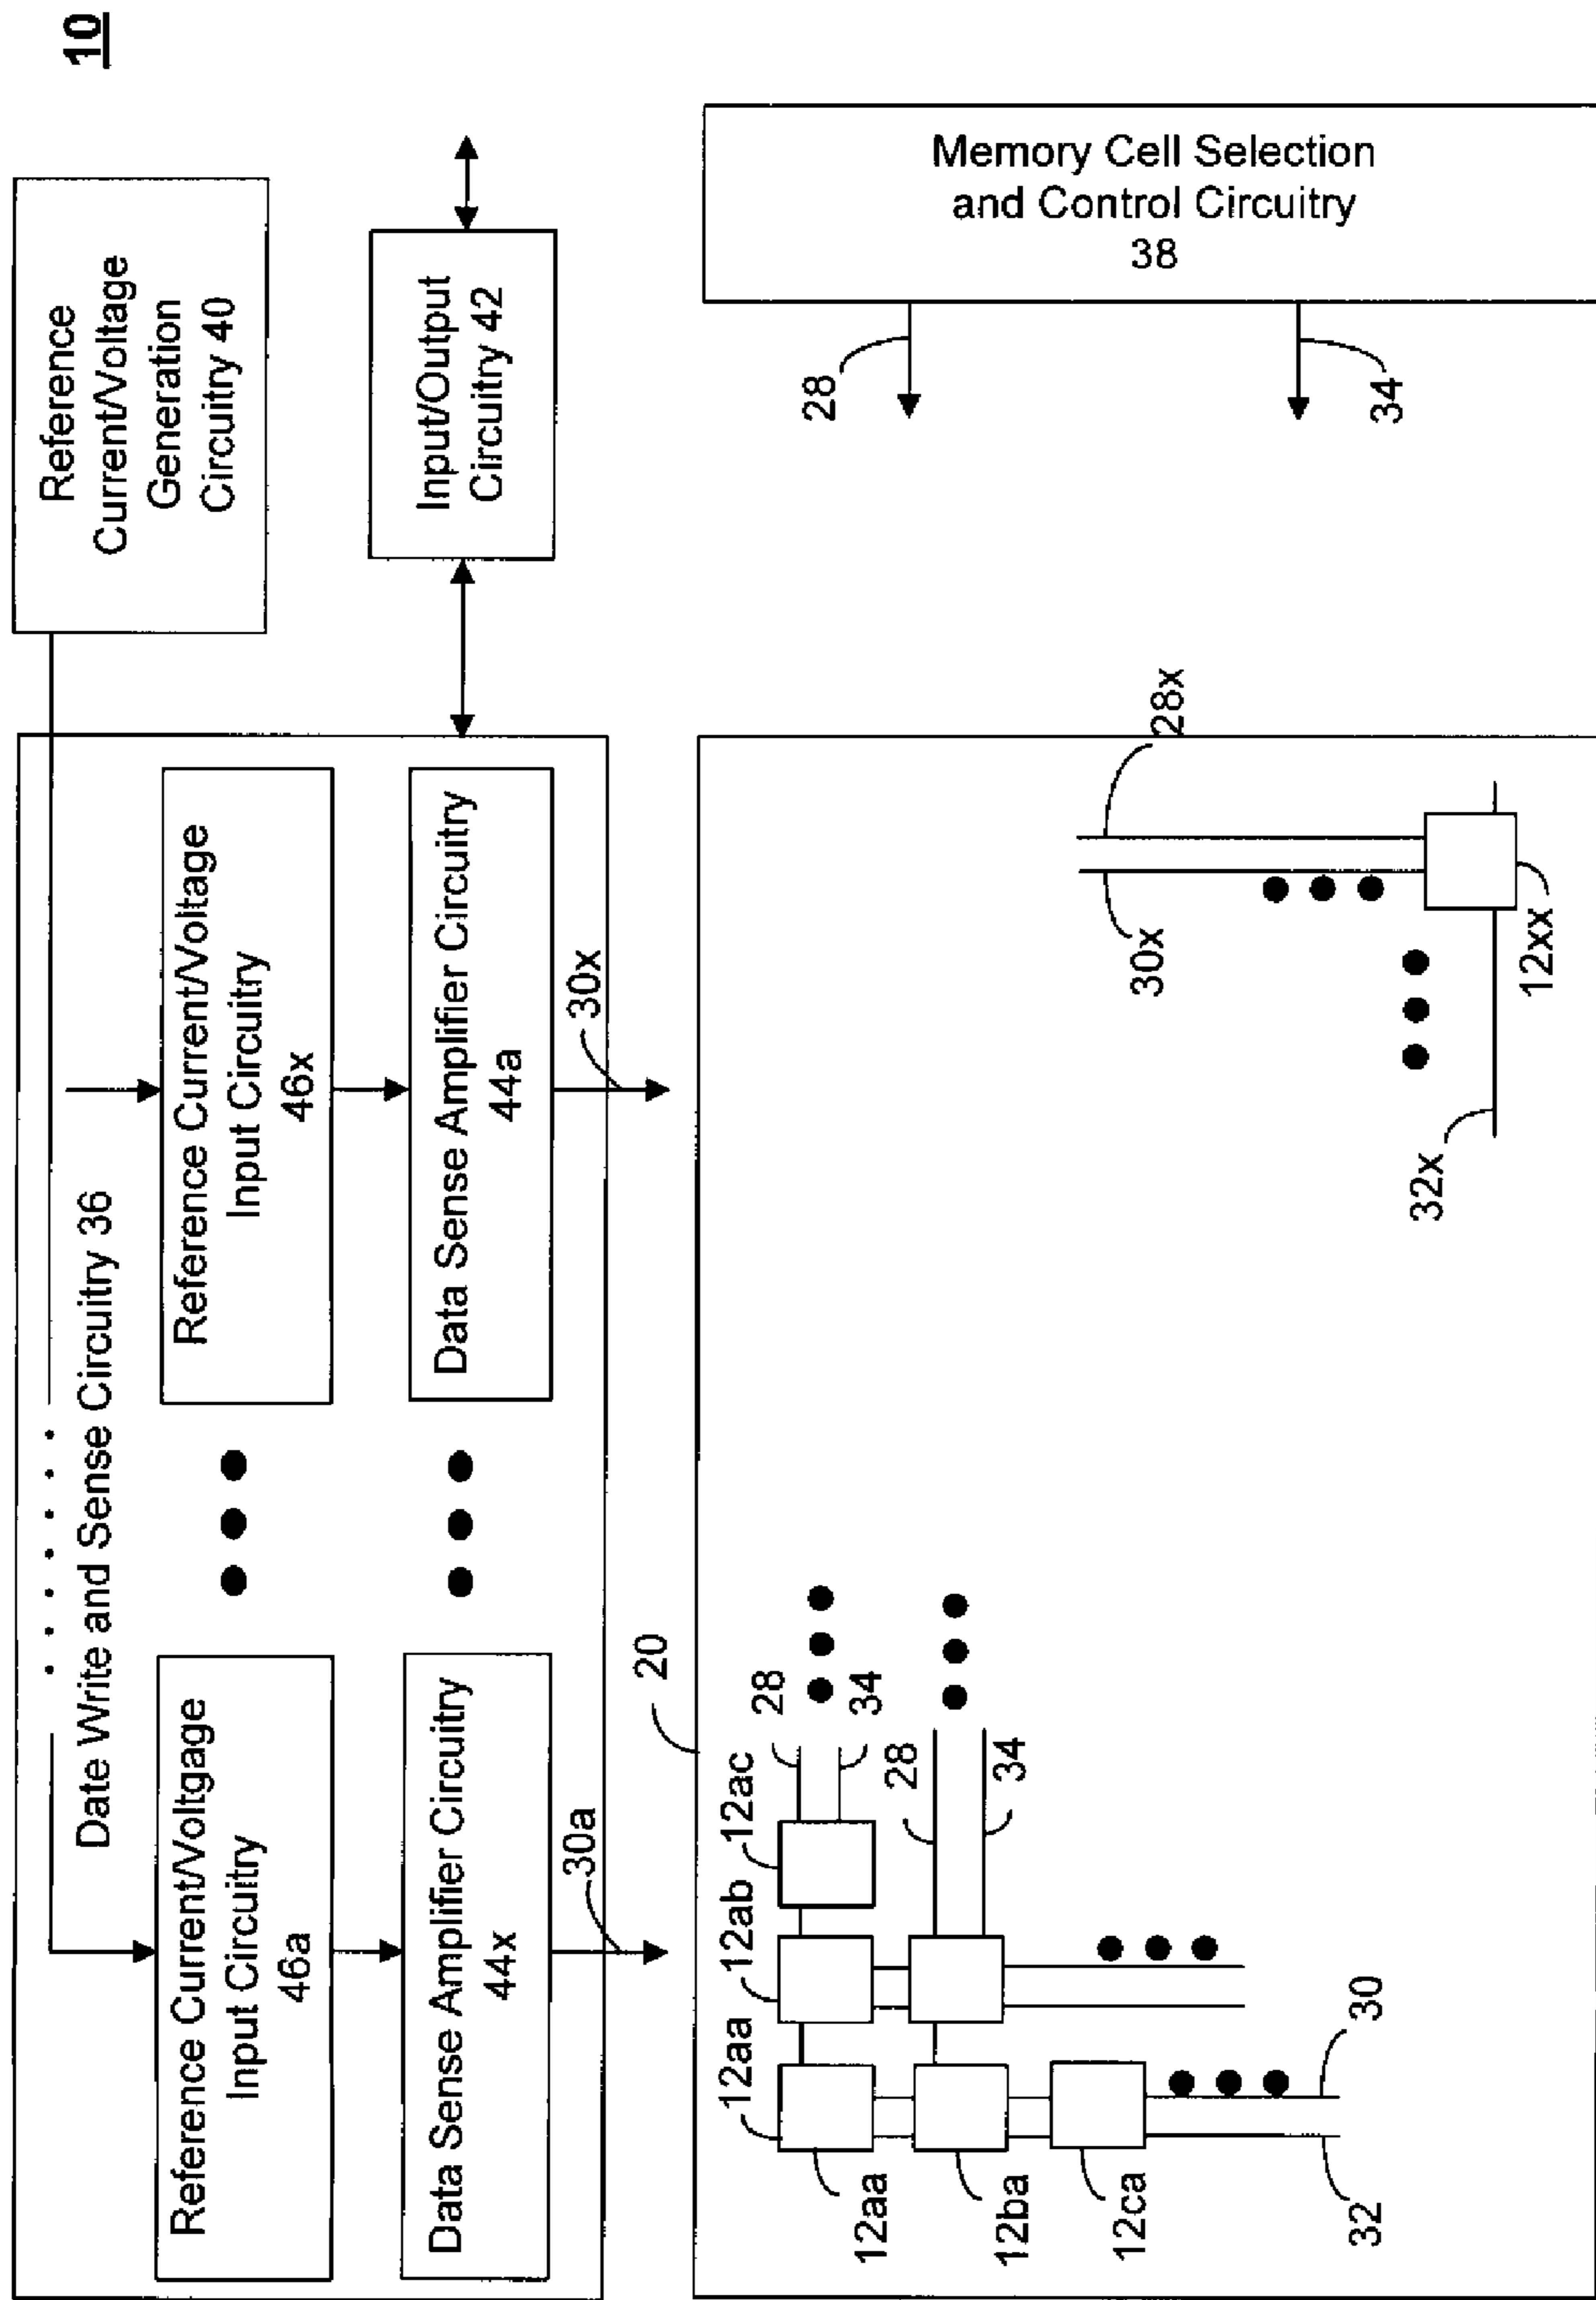 10
Reference
Current/Voltage
Generation
Circuitry 40
Date Write and Sense Circuitry 36
Reference Current/Voltgage
Input Circuitry
46a
Reference Current/Voltage
Input Circuitry
46x
Data Sense Amplifier Circuitry
44x
Data Sense Amplifier Circuitry
44a
Input/Output
Circuitry 42
30a
30x
20
12aa
12ab
12ac
28
34
28
34
12aa
12ba
12ca
32
30
30x
28x
32x
12xx
28
34
Memory Cell Selection
and Control Circuitry
38